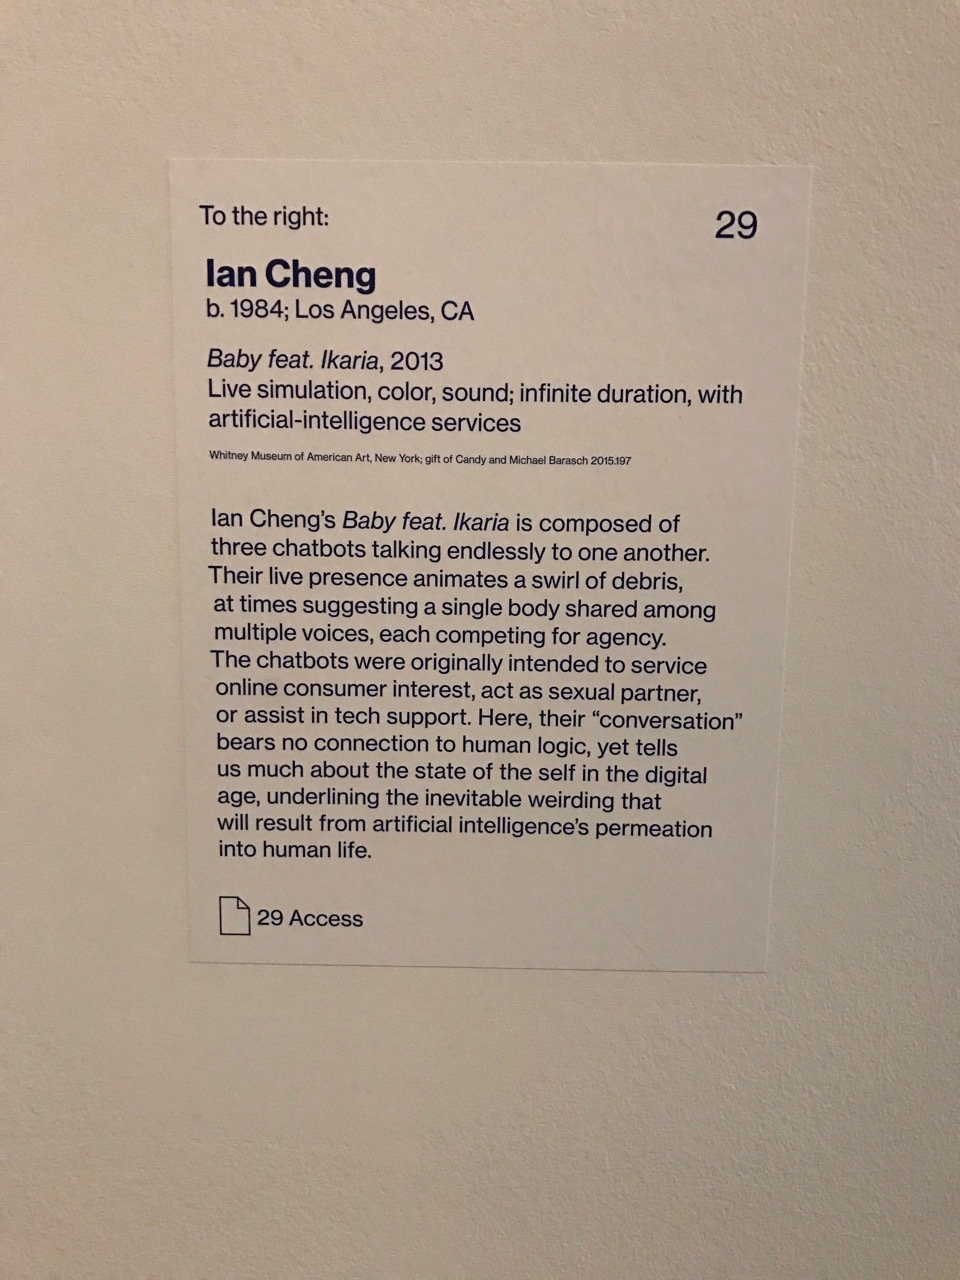 To the right:
29
Ian Cheng
b. 1984; Los Angeles, CA
Baby feat. Ikaria, 2013
Live simulation, color, sound; infinite duration, with
artificial-intelligence services
Whitney Museum of American Art, New York; gift of Candy and Michael Barasch 2015.197
Ian Cheng’s Baby feat. Ikaria is composed of
three chatbots talking endlessly to one another.
Their live presence animates a swirl of debris,
at times suggesting a single body shared among
multiple voices, each competing for agency.
The chatbots were originally intended to service
online consumer interest, act as sexual partner,
or assist in tech support. Here, their “conversation”
bears no connection to human logic, yet tells
us much about the state of the self in the digital
age, underlining the inevitable weirding that
will result from artificial intelligence’s permeation
into human life.
29 Access